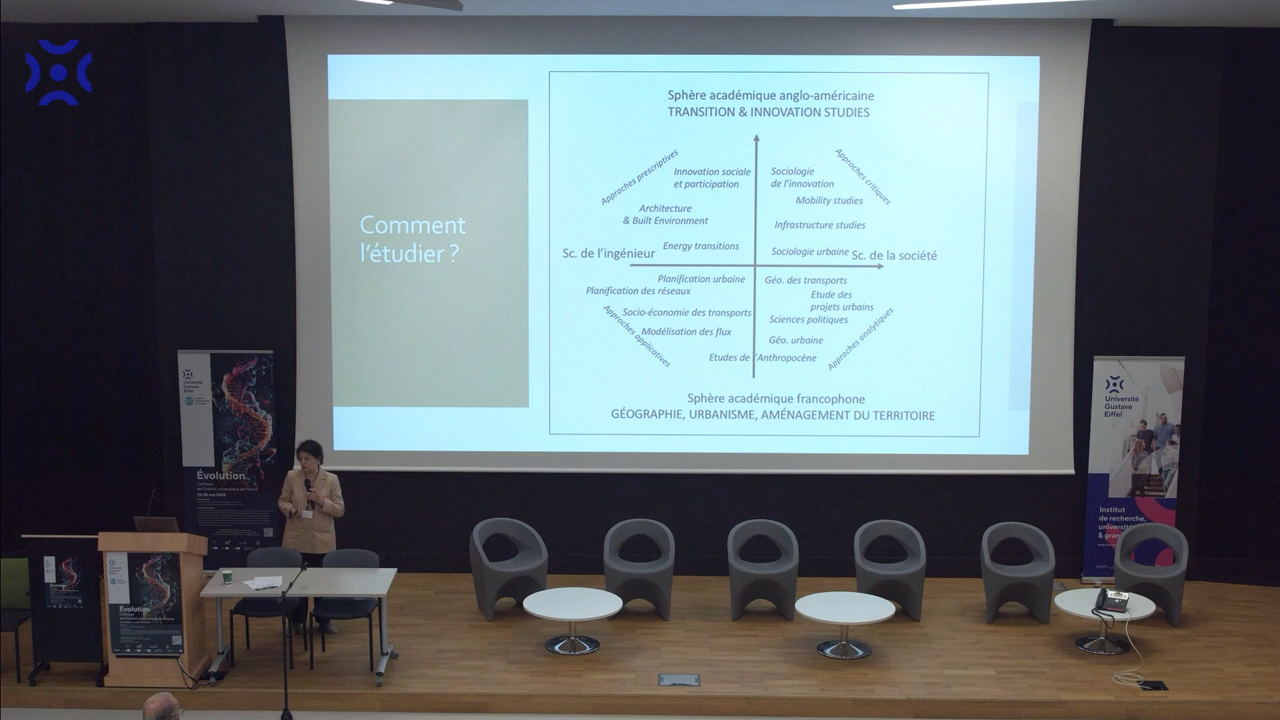 Sphère académique anglo-américaine
TRANSITION & INNOVATION STUDIES
Approches prescriptives
Innovation sociale
et participation
Sociologie
de l'innovation
Approches critiques
Mobility studies
Architecture
& Built Environment
Infrastructure studies
Comment
l'étudier ?
Energy transitions
Sociologie urbaine
Sc. de l'ingénieur
Sc. de la société
Planification urbaine
Géo. des transports
Planification des réseaux
Etude des
projets urbains
Socio-économie des transports
Sciences politiques
Approches applicatives
Modélisation des flux
Géo. urbaine
Approches analytiques
Etudes de l'Anthropocène
Sphère académique francophone
GÉOGRAPHIE, URBANISME, AMÉNAGEMENT DU TERRITOIRE
Université
Gustave
Eiffel
Évolution
Université
Gustave
Eiffel
Institut
de recherche,
Évolution